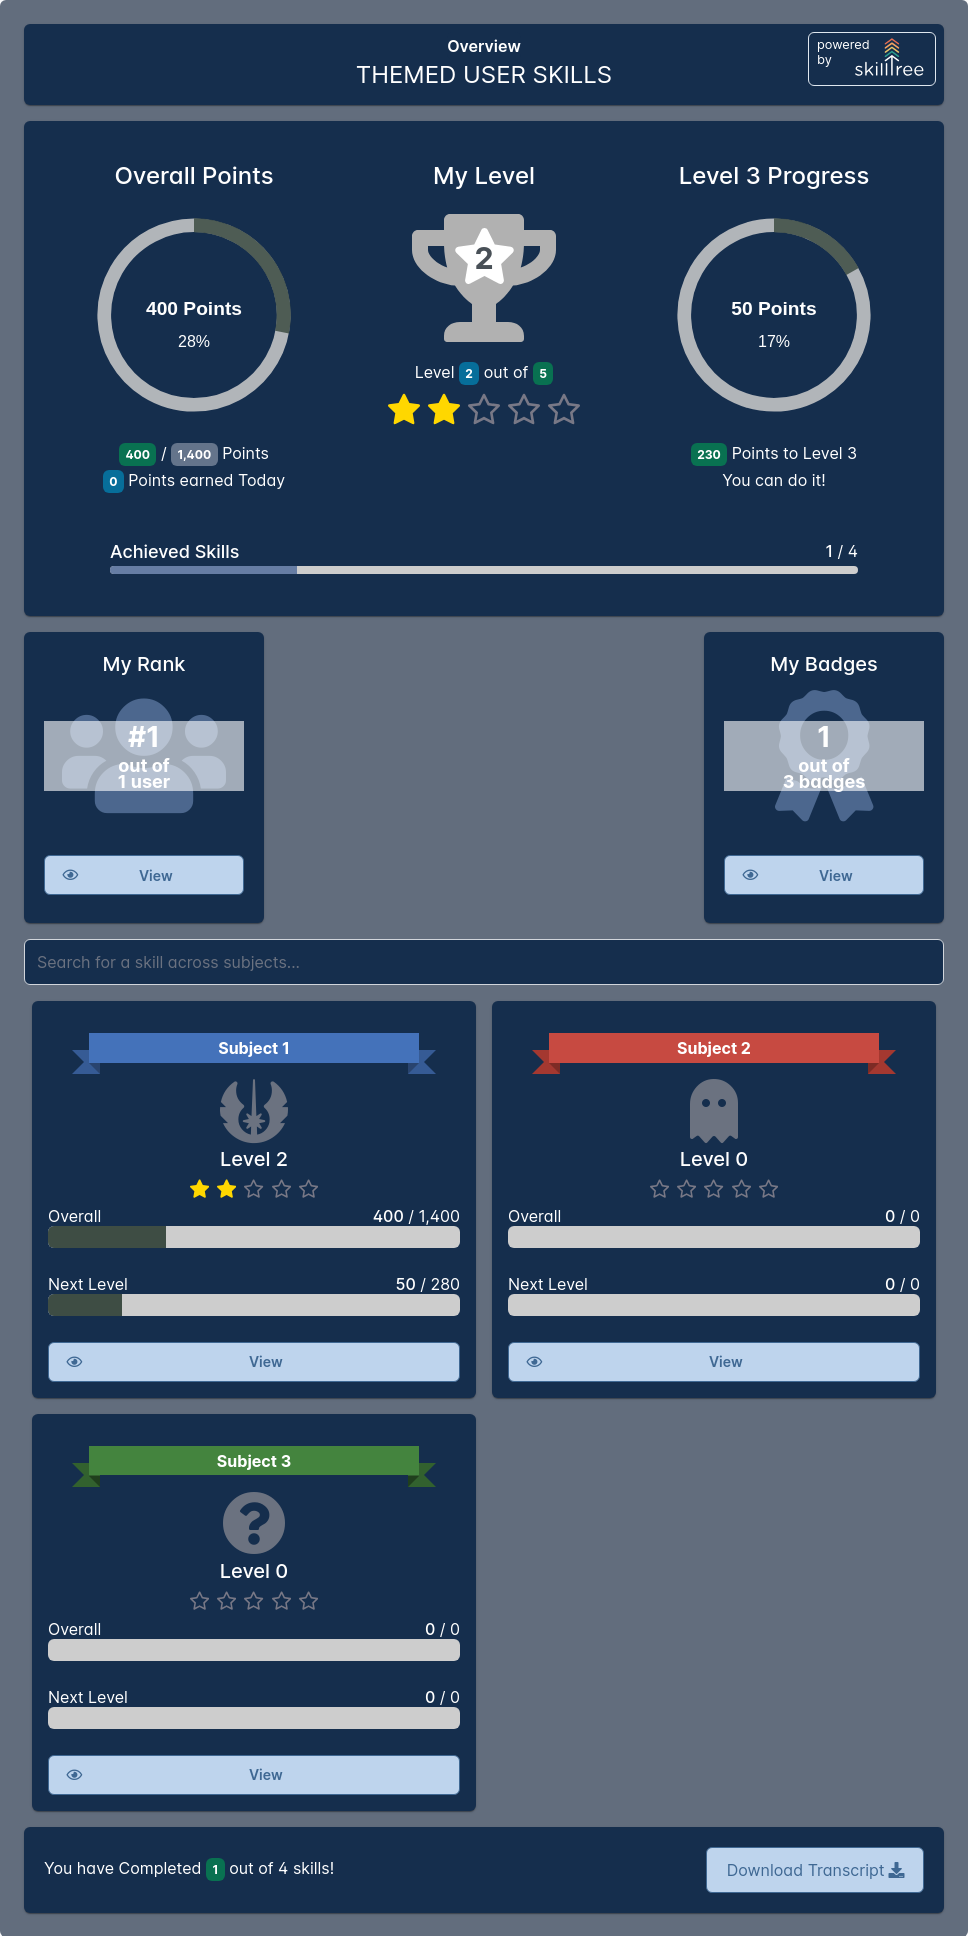 Overview
THEMED USER SKILLS
powered
by
skilltree
Overall Points
400 Points
28%
400 / 1,400 Points
0 Points earned Today
My Level
2
Level 2 out of 5
Level 3 Progress
50 Points
17%
230 Points to Level 3
You can do it!
Achieved Skills 1 / 4
My Rank
#1
out of
1 user
View
My Badges
1
out of
3 badges
View
Search for a skill across subjects...
Subject 1
Level 2
Overall 400 / 1,400
Next Level 50 / 280
View
Subject 2
Level 0
Overall 0 / 0
Next Level 0 / 0
View
Subject 3
Level 0
Overall 0 / 0
Next Level 0 / 0
View
You have Completed 1 out of 4 skills!
Download Transcript